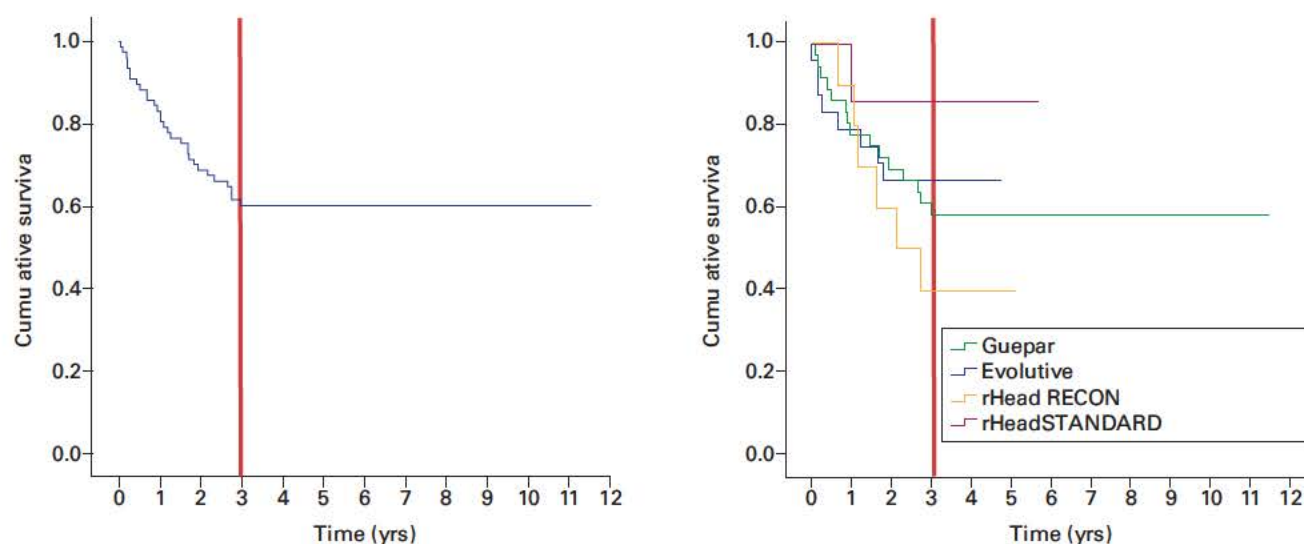 1.0
0.8
0.6
0.4
0.2
0.0
Cumu ative surviva
0 1 2 3 4 5 6 7 8 9 10 11 12
Time (yrs)
1.0
0.8
0.6
0.4
0.2
0.0
Cumu ative surviva
Guepar
Evolutive
rHead RECON
rHeadSTANDARD
0 1 2 3 4 5 6 7 8 9 10 11 12
Time (yrs)